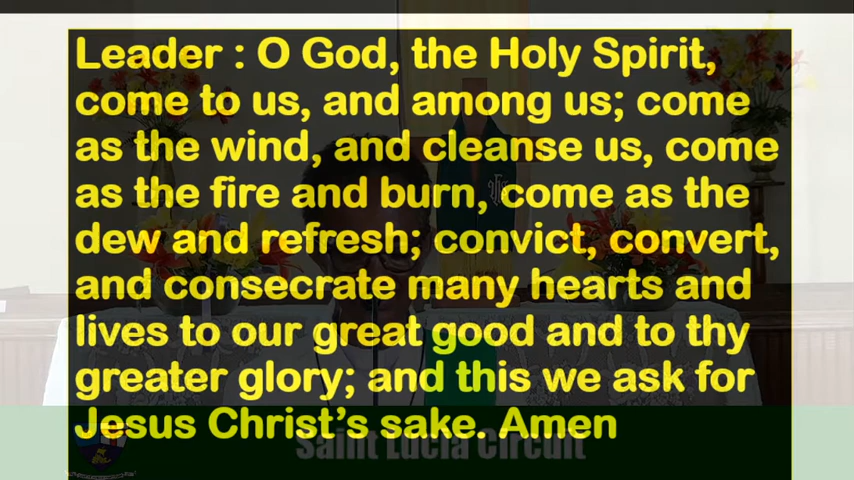 Leader : O God, the Holy Spirit,
come to us, and among us; come
as the wind, and cleanse us, come
as the fire and burn, come as the
dew and refresh; convict, convert,
and consecrate many hearts and
lives to our great good and to thy
greater glory; and this we ask for
Jesus Christ’s sake. Amen
Saint Lucia Circuit